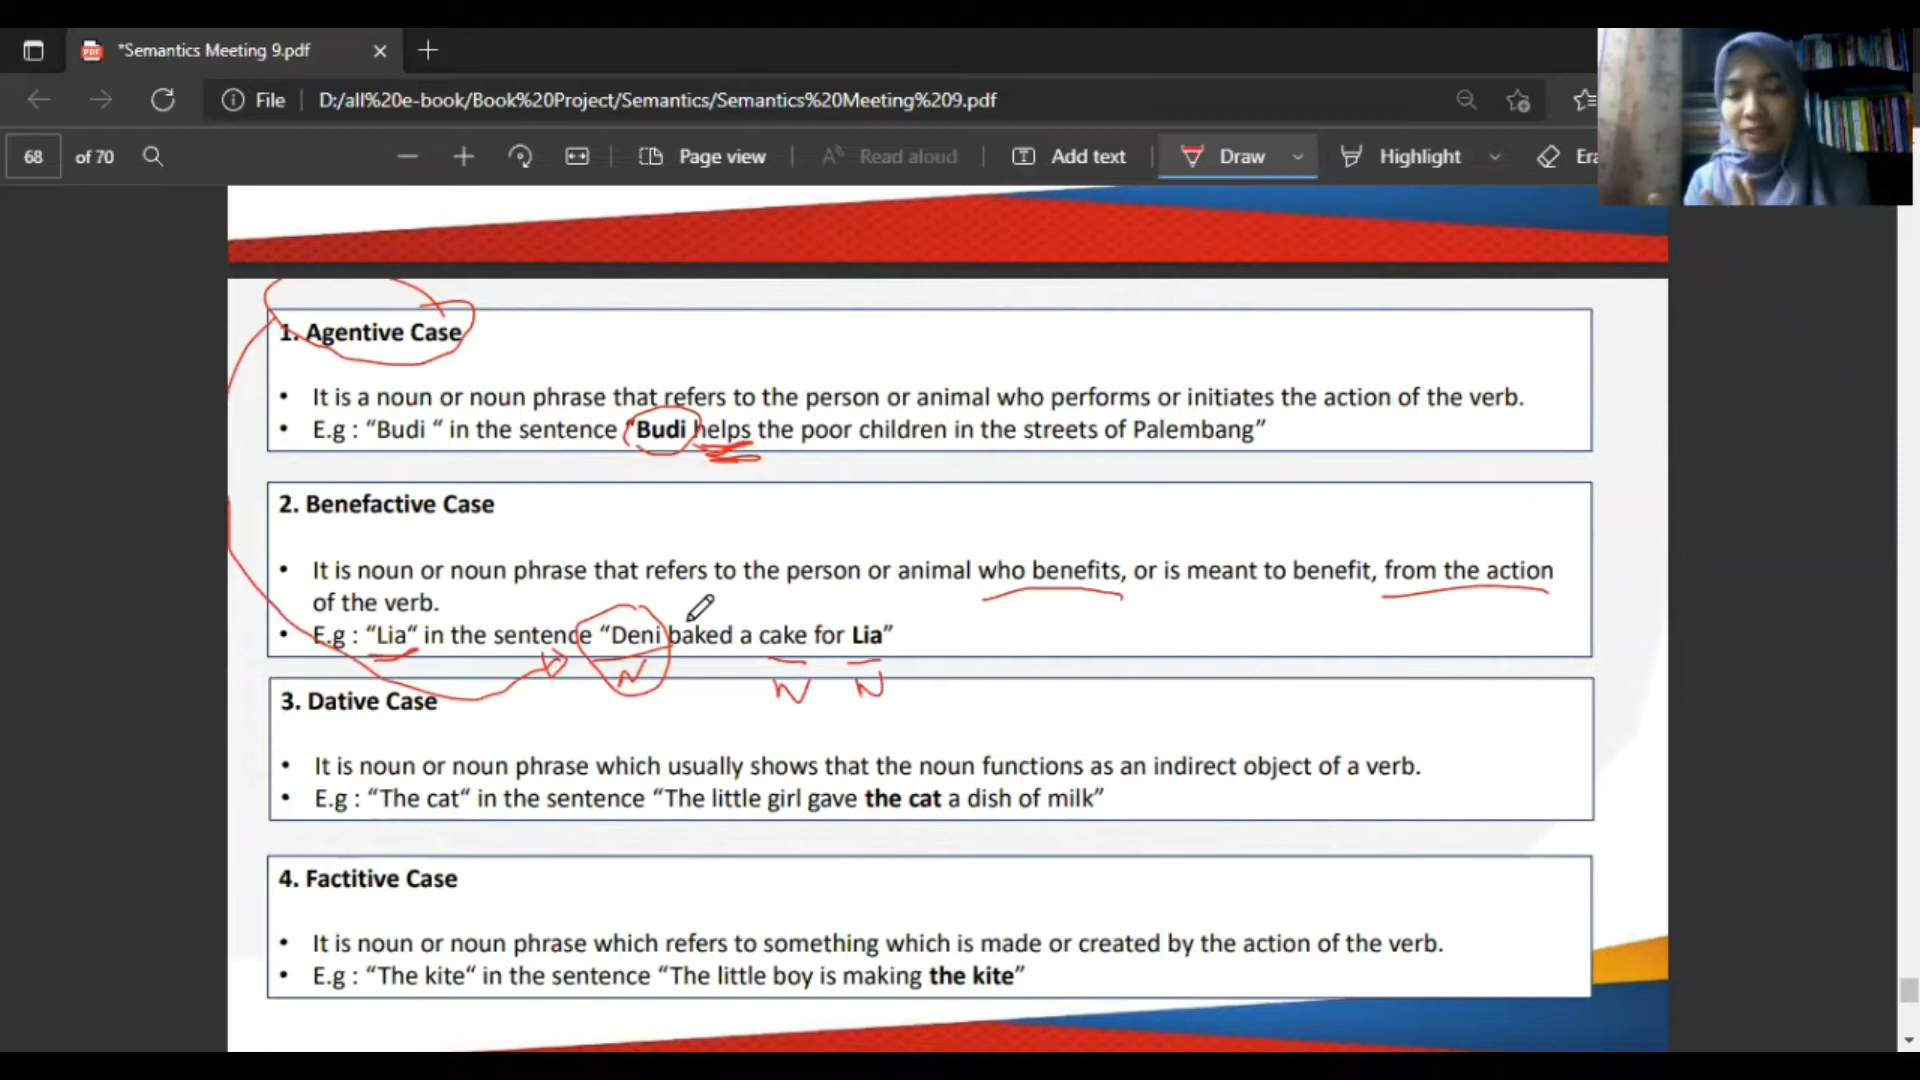 *Semantics Meeting 9.pdf
File D:/all%20e-book/Book%20Project/Semantics/Semantics%20Meeting%209.pdf
68 of 70 Page view Read aloud Add text Draw Highlight Era
1. Agentive Case
• It is a noun or noun phrase that refers to the person or animal who performs or initiates the action of the verb.
• E.g : “Budi “ in the sentence “Budi helps the poor children in the streets of Palembang”
2. Benefactive Case
• It is noun or noun phrase that refers to the person or animal who benefits, or is meant to benefit, from the action
of the verb.
• E.g : “Lia“ in the sentence “Deni baked a cake for Lia”
N N N
3. Dative Case
• It is noun or noun phrase which usually shows that the noun functions as an indirect object of a verb.
• E.g : “The cat“ in the sentence “The little girl gave the cat a dish of milk”
4. Factitive Case
• It is noun or noun phrase which refers to something which is made or created by the action of the verb.
• E.g : “The kite“ in the sentence “The little boy is making the kite”